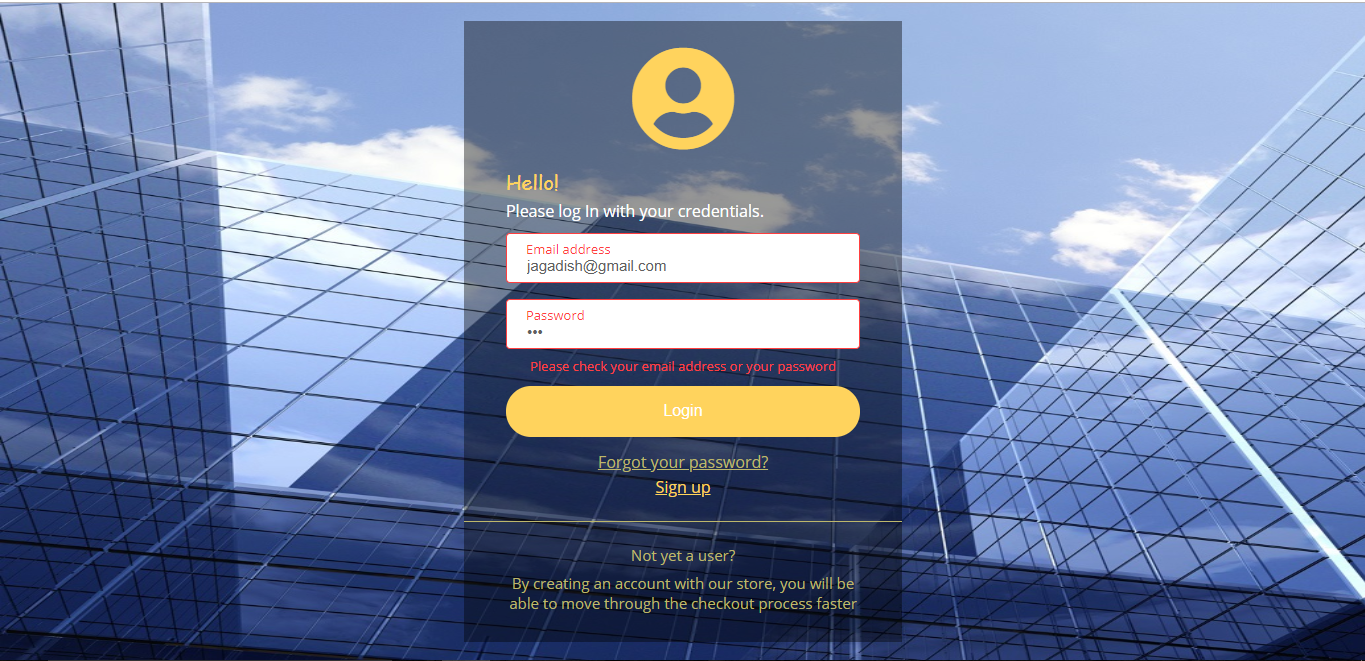 Hello!
Please log In with your credentials.
Email address
jagadish@gmail.com
Password
•••
Please check your email address or your password
Login
Forgot your password?
Sign up
Not yet a user?
By creating an account with our store, you will be
able to move through the checkout process faster